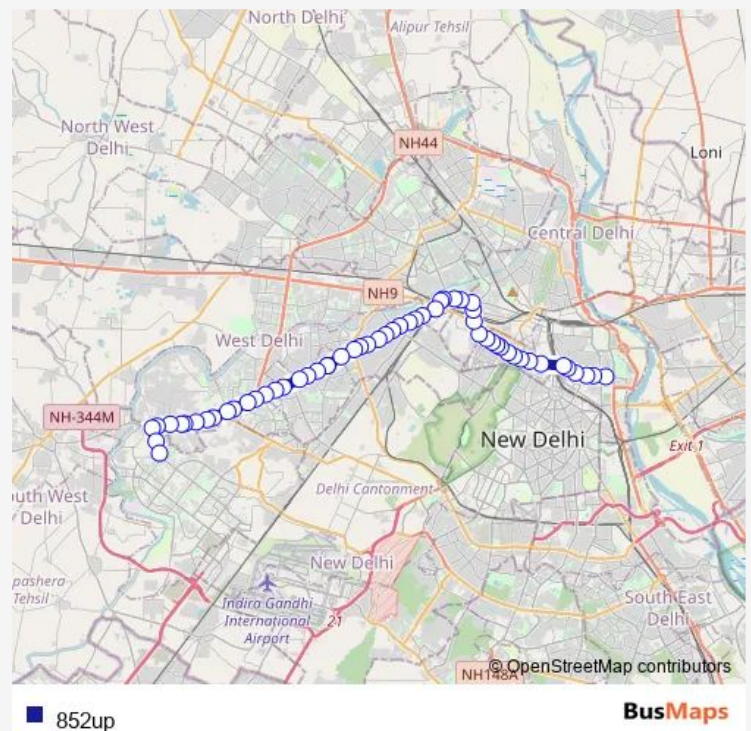 North Delhi
Alipur Tehsil
North West
Delhi
NH44
Loni
Central Delhi
NH9
West Delhi
NH-344M
New Delhi
Exit 1
outh West
Delhi
Delhi Cantonment
New Delhi
pashera
Tehsil
Indira Gandhi
International
Airport
21
South East
Delhi
NH148A
© OpenStreetMap contributors
852up
BusMaps